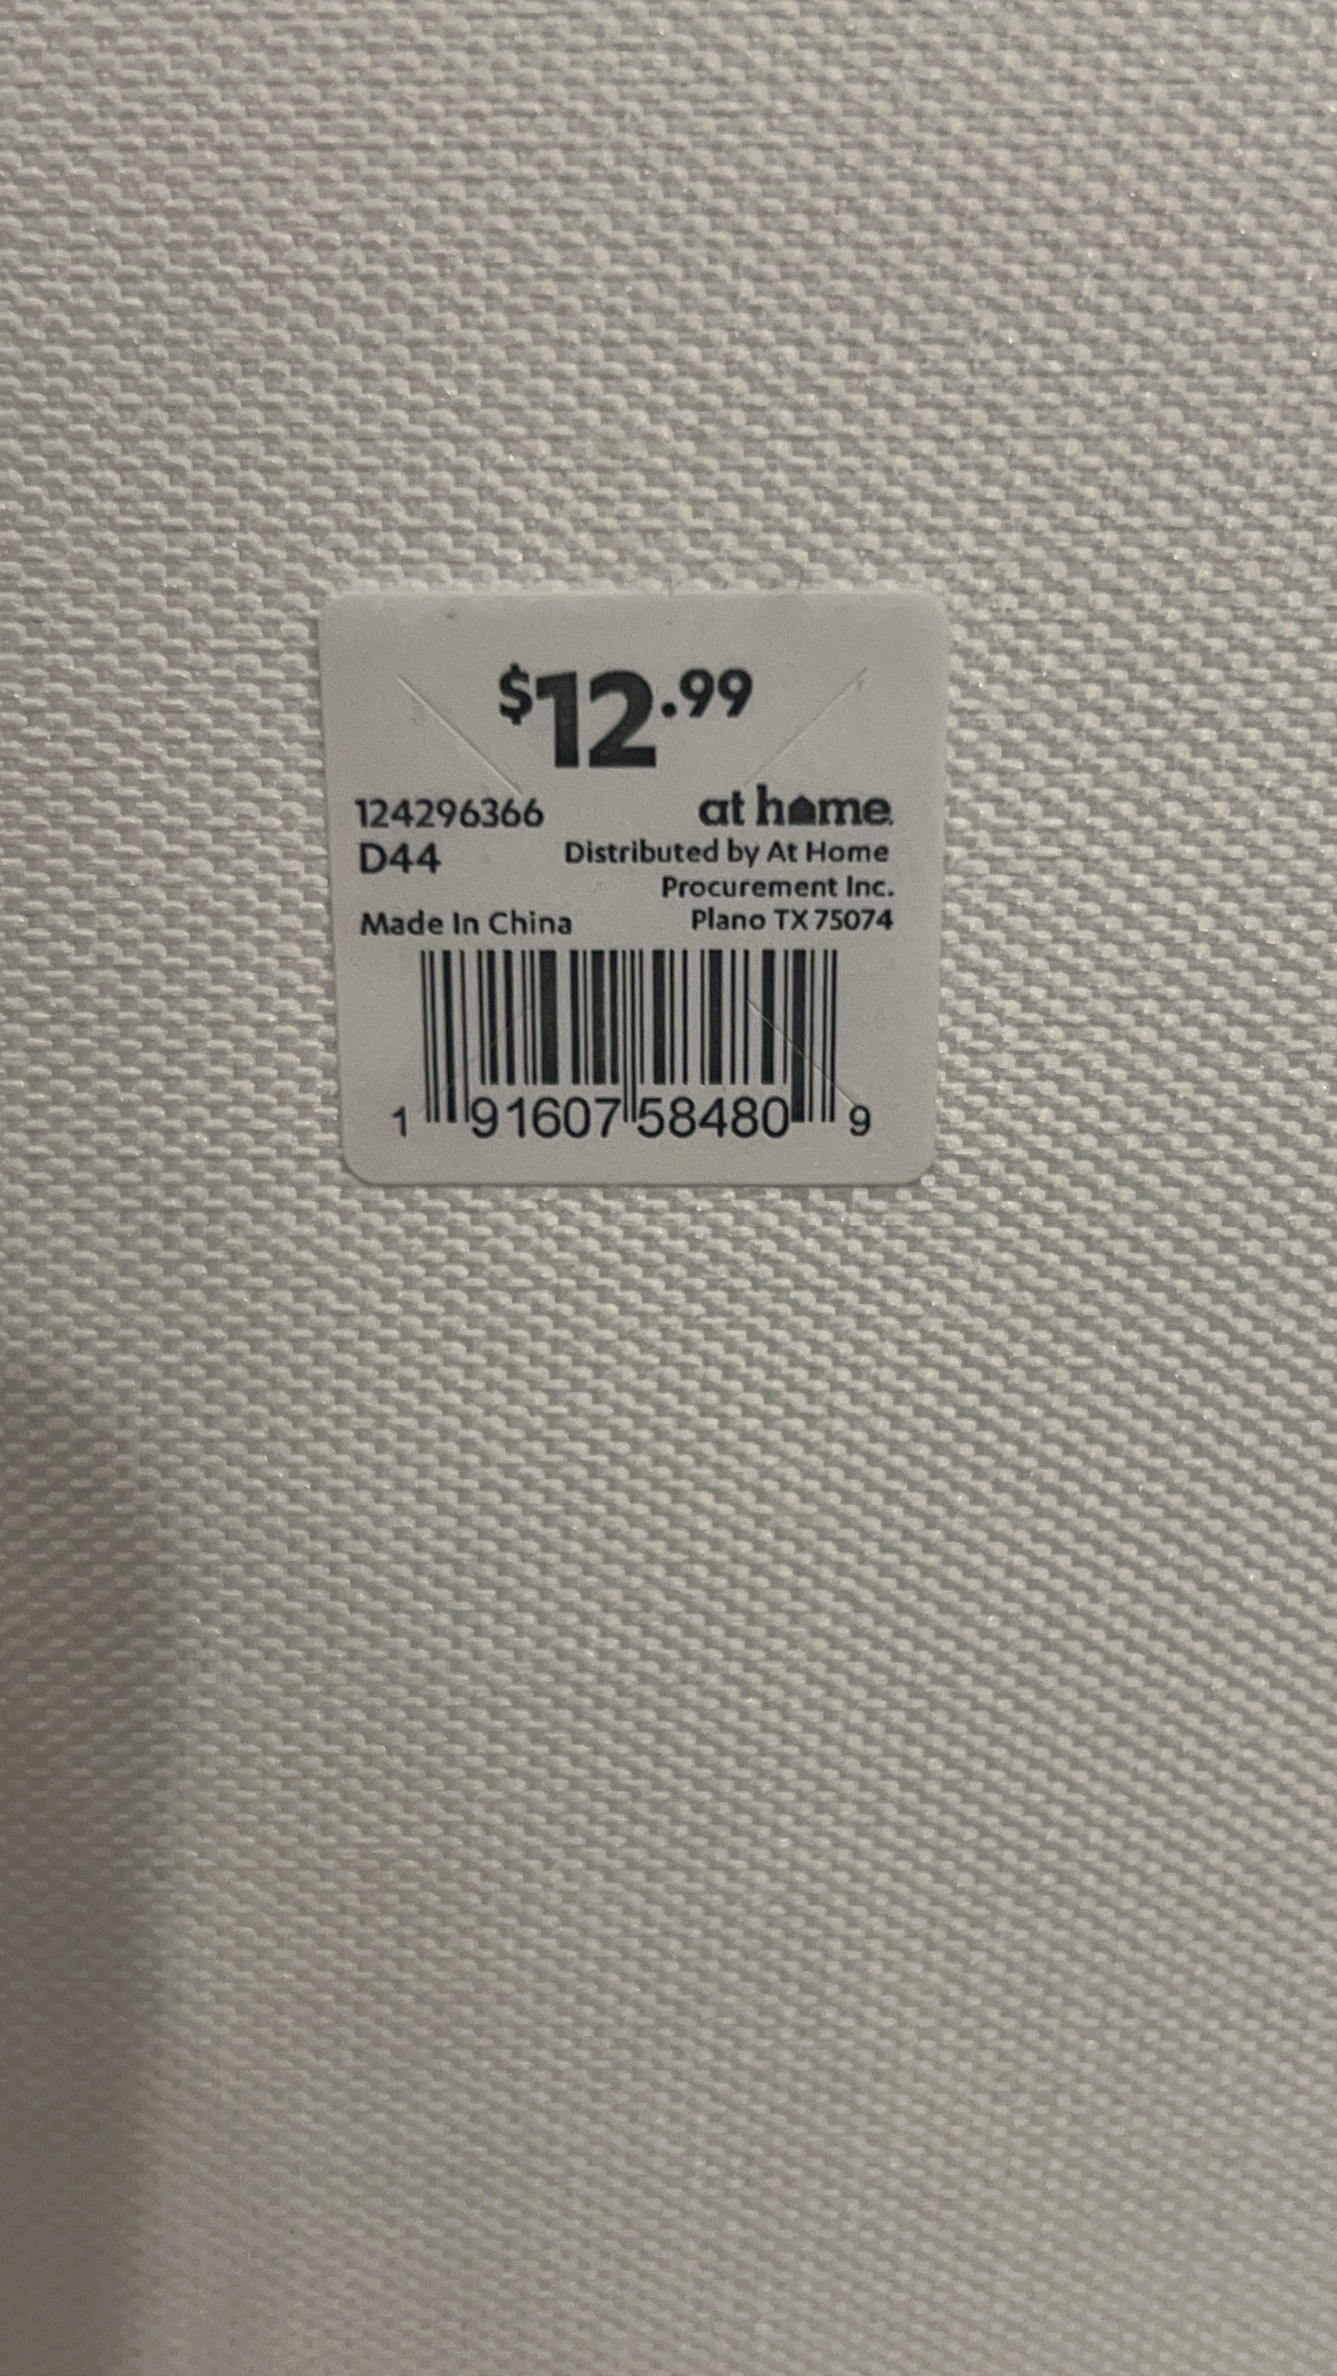 $12.99
124296366 at home.
D44 Distributed by At Home
Procurement Inc.
Made In China Plano TX 75074
1 91607 58480 9